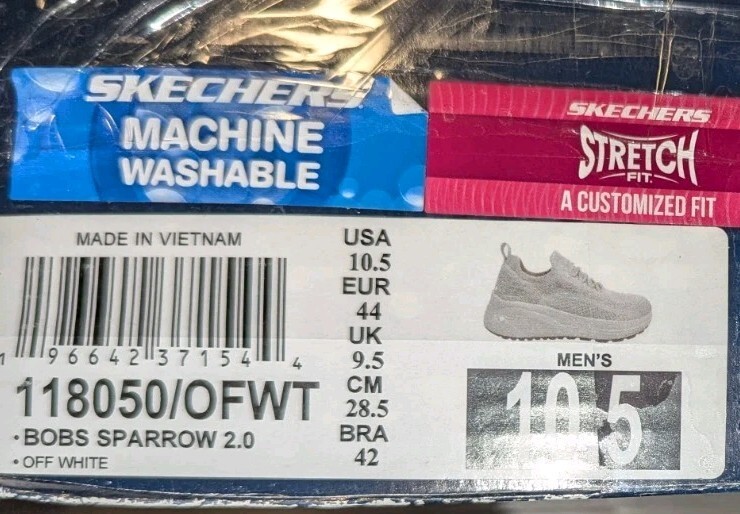 SKECHERS
MACHINE
WASHABLE
SKECHERS
STRETCH
FIT.
A CUSTOMIZED FIT
MADE IN VIETNAM
1 96642 37154 4
118050/OFWT
•BOBS SPARROW 2.0
•OFF WHITE
USA
10.5
EUR
44
UK
9.5
CM
28.5
BRA
42
MEN'S
10.5